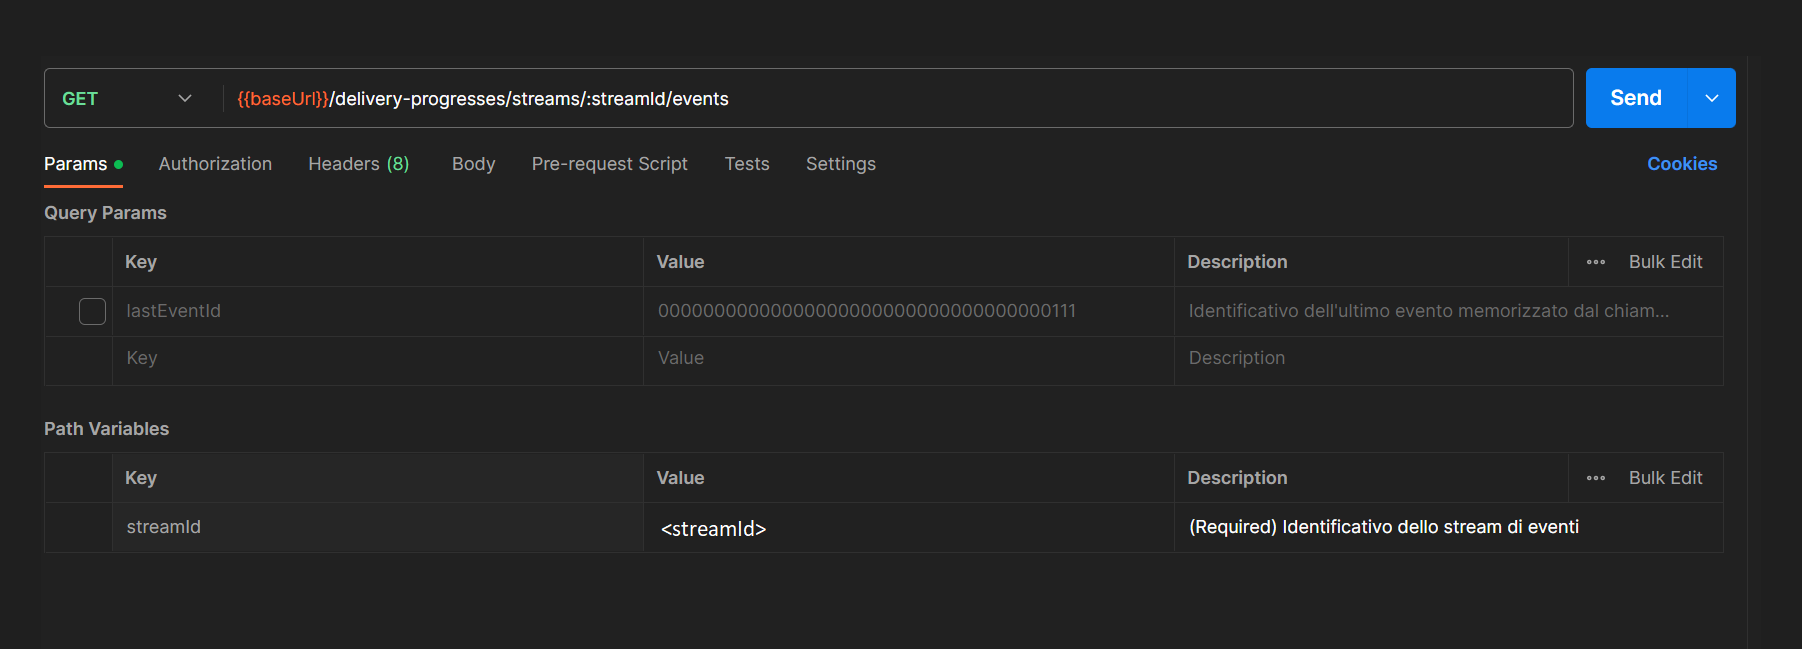 GET {{baseUrl}}/delivery-progresses/streams/:streamId/events Send
Params Authorization Headers (8) Body Pre-request Script Tests Settings Cookies
Query Params
Key Value Description Bulk Edit
lastEventId 00000000000000000000000000000000000111 Identificativo dell'ultimo evento memorizzato dal chiam...
Key Value Description
Path Variables
Key Value Description Bulk Edit
streamId <streamId> (Required) Identificativo dello stream di eventi